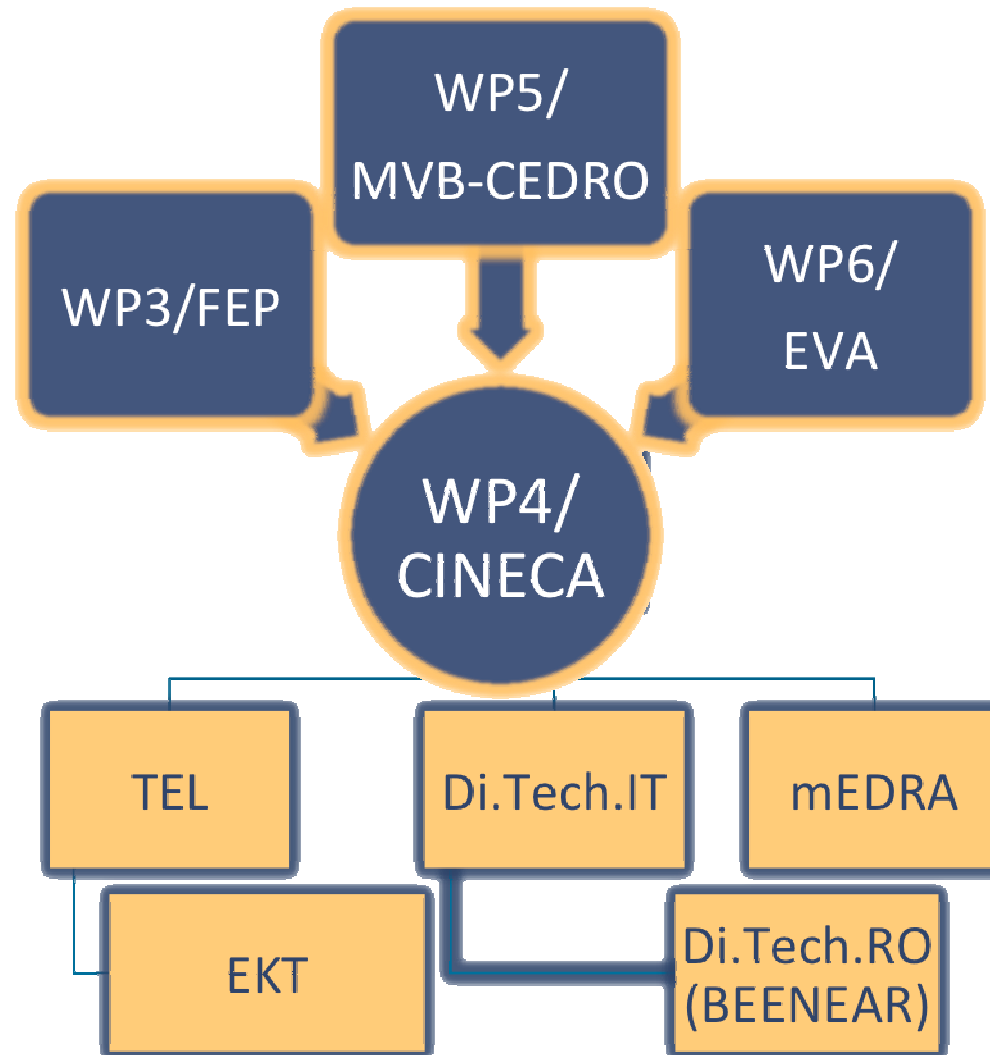 WP5/
MVB-CEDRO
WP3/FEP
WP6/
EVA
WP4/
CINECA
TEL
Di.Tech.IT
mEDRA
EKT
Di.Tech.RO
(BEENEAR)